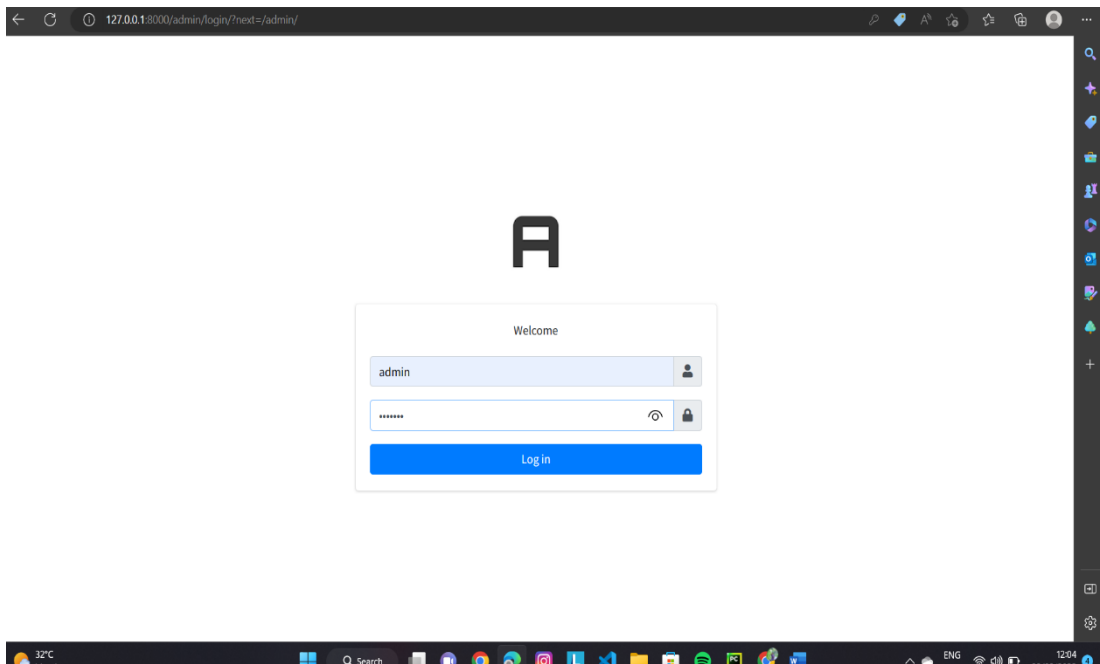 127.0.0.1:8000/admin/login/?next=/admin/
A
Welcome
admin
Log in
32°C
Search
ENG
12:04